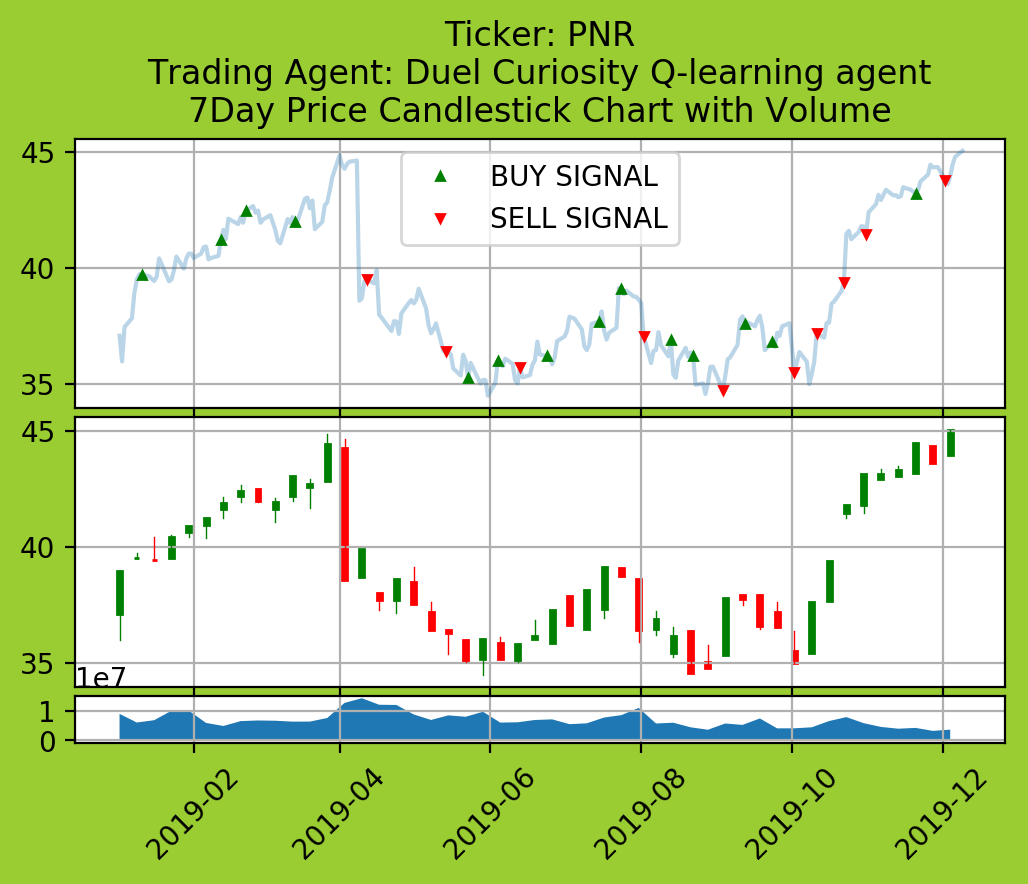 Ticker: PNR
Trading Agent: Duel Curiosity Q-learning agent
7Day Price Candlestick Chart with Volume
45
40
35
BUY SIGNAL
SELL SIGNAL
45
40
35
1e7
1
0
2019-02
2019-04
2019-06
2019-08
2019-10
2019-12